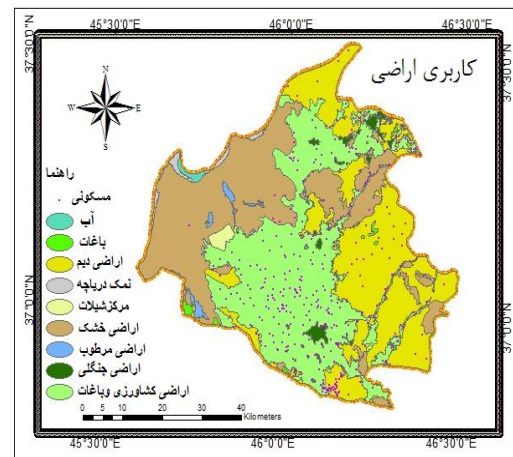 45°30'0"E 46°0'0"E 46°30'0"E
37°30'0"N 37°30'0"N
کاربری اراضی
N
W E
S
راهنما
مسکونی
آب
باغات
اراضی دیم
نمک دریاچه
مرکزشیلات
اراضی خشک
اراضی مرطوب
اراضی جنگلی
اراضی کشاورزی وباغات
37°0'0"N 37°0'0"N
0 5 10 20 30 40
Kilometers
45°30'0"E 46°0'0"E 46°30'0"E